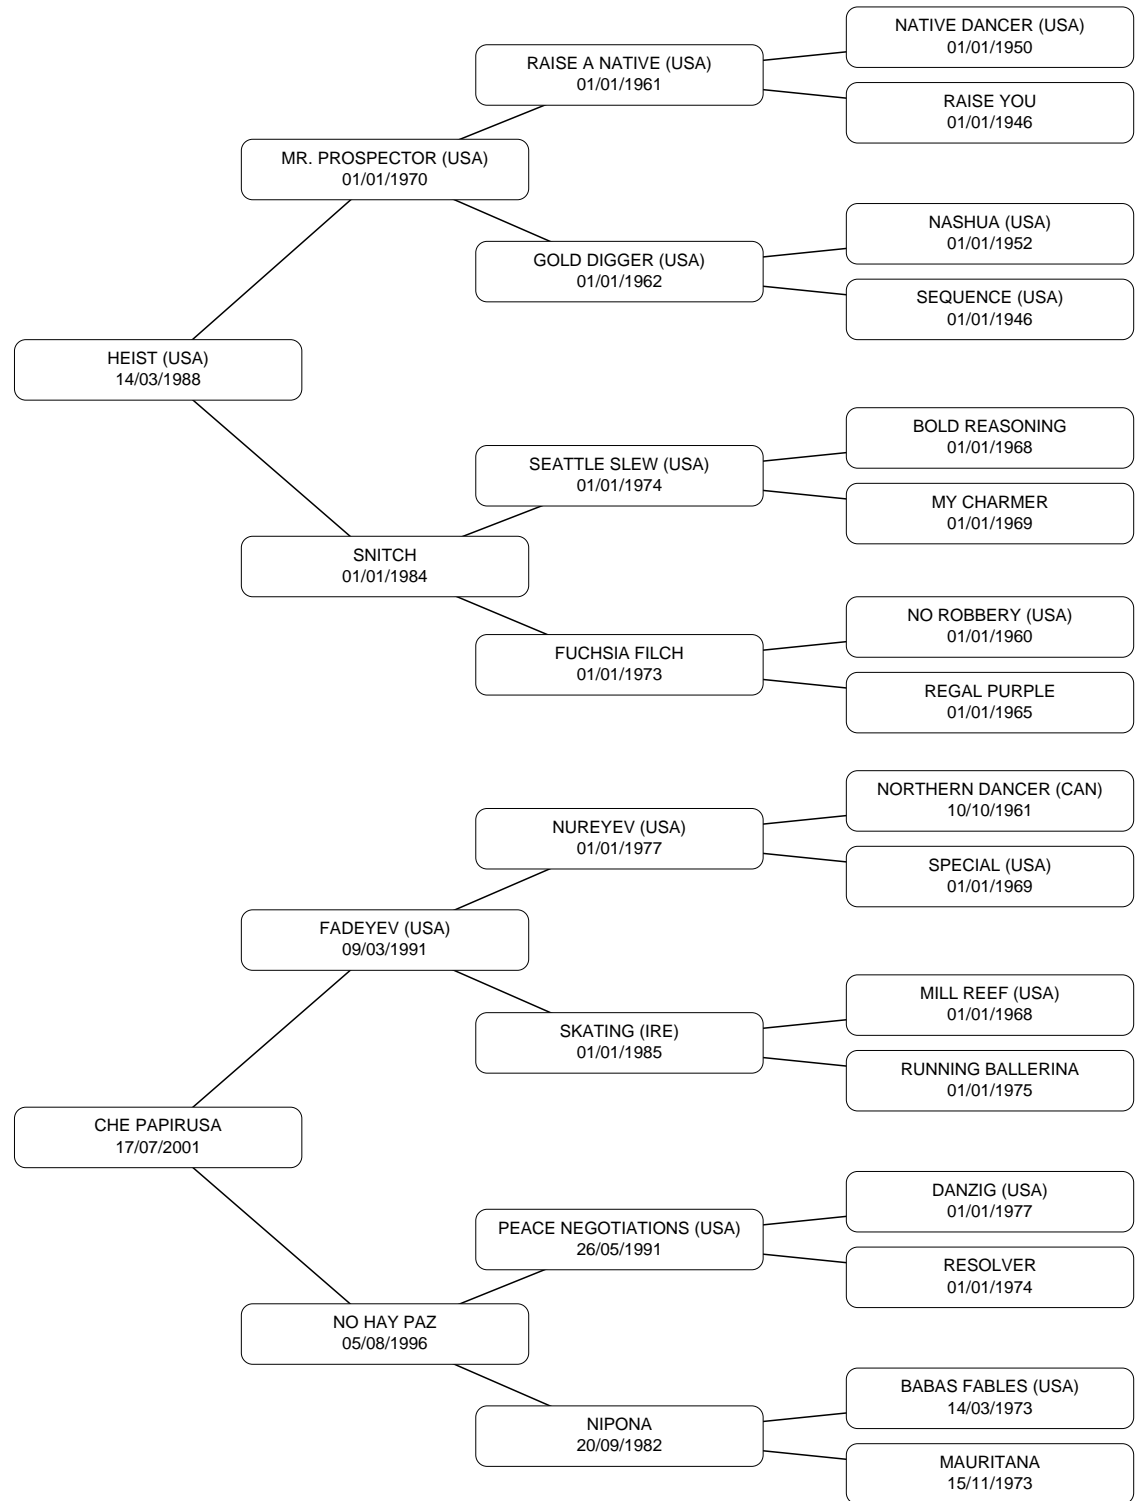 NATIVE DANCER (USA)
01/01/1950
RAISE A NATIVE (USA)
01/01/1961
RAISE YOU
01/01/1946
MR. PROSPECTOR (USA)
01/01/1970
NASHUA (USA)
01/01/1952
GOLD DIGGER (USA)
01/01/1962
SEQUENCE (USA)
01/01/1946
HEIST (USA)
14/03/1988
BOLD REASONING
01/01/1968
SEATTLE SLEW (USA)
01/01/1974
MY CHARMER
01/01/1969
SNITCH
01/01/1984
NO ROBBERY (USA)
01/01/1960
FUCHSIA FILCH
01/01/1973
REGAL PURPLE
01/01/1965
NORTHERN DANCER (CAN)
10/10/1961
NUREYEV (USA)
01/01/1977
SPECIAL (USA)
01/01/1969
FADEYEV (USA)
09/03/1991
MILL REEF (USA)
01/01/1968
SKATING (IRE)
01/01/1985
RUNNING BALLERINA
01/01/1975
CHE PAPIRUSA
17/07/2001
DANZIG (USA)
01/01/1977
PEACE NEGOTIATIONS (USA)
26/05/1991
RESOLVER
01/01/1974
NO HAY PAZ
05/08/1996
BABAS FABLES (USA)
14/03/1973
NIPONA
20/09/1982
MAURITANA
15/11/1973